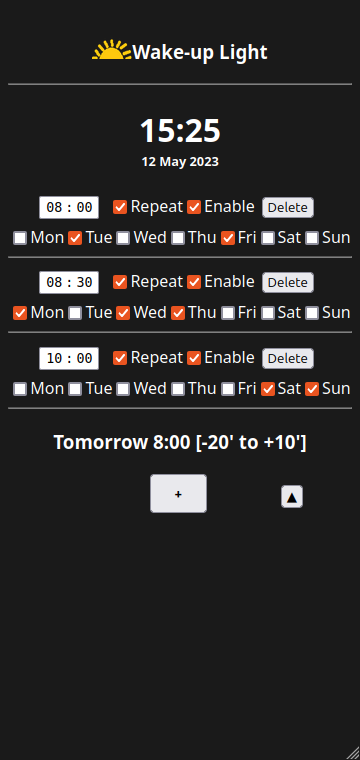 Wake-up Light
15:25
12 May 2023
08:00 Repeat Enable Delete
Mon Tue Wed Thu Fri Sat Sun
08:30 Repeat Enable Delete
Mon Tue Wed Thu Fri Sat Sun
10:00 Repeat Enable Delete
Mon Tue Wed Thu Fri Sat Sun
Tomorrow 8:00 [-20' to +10']
+ ▲